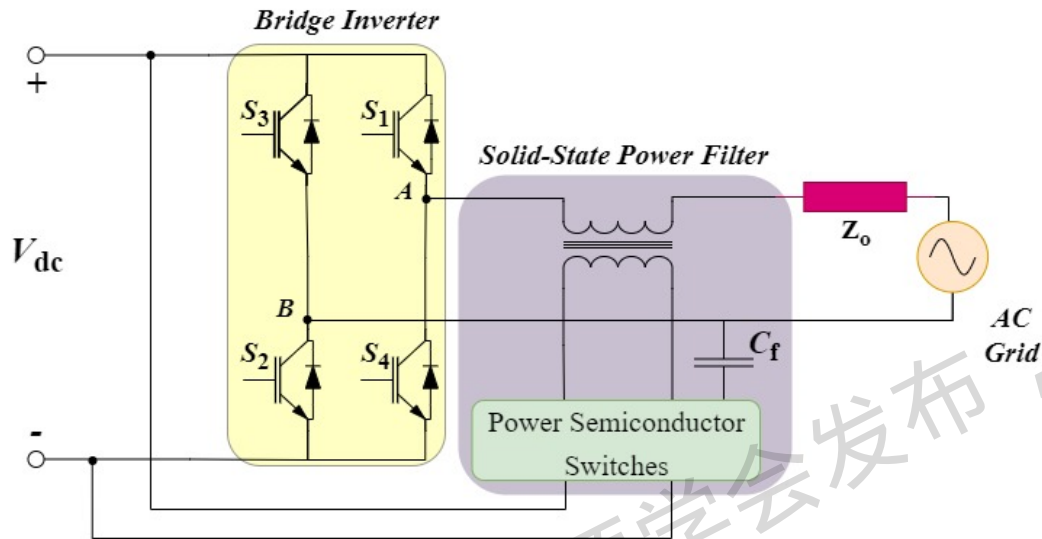 Bridge Inverter
+
S3
S1
Solid-State Power Filter
A
Zo
Vdc
B
AC
Grid
S2
S4
Cf
-
Power Semiconductor
Switches
学会发布